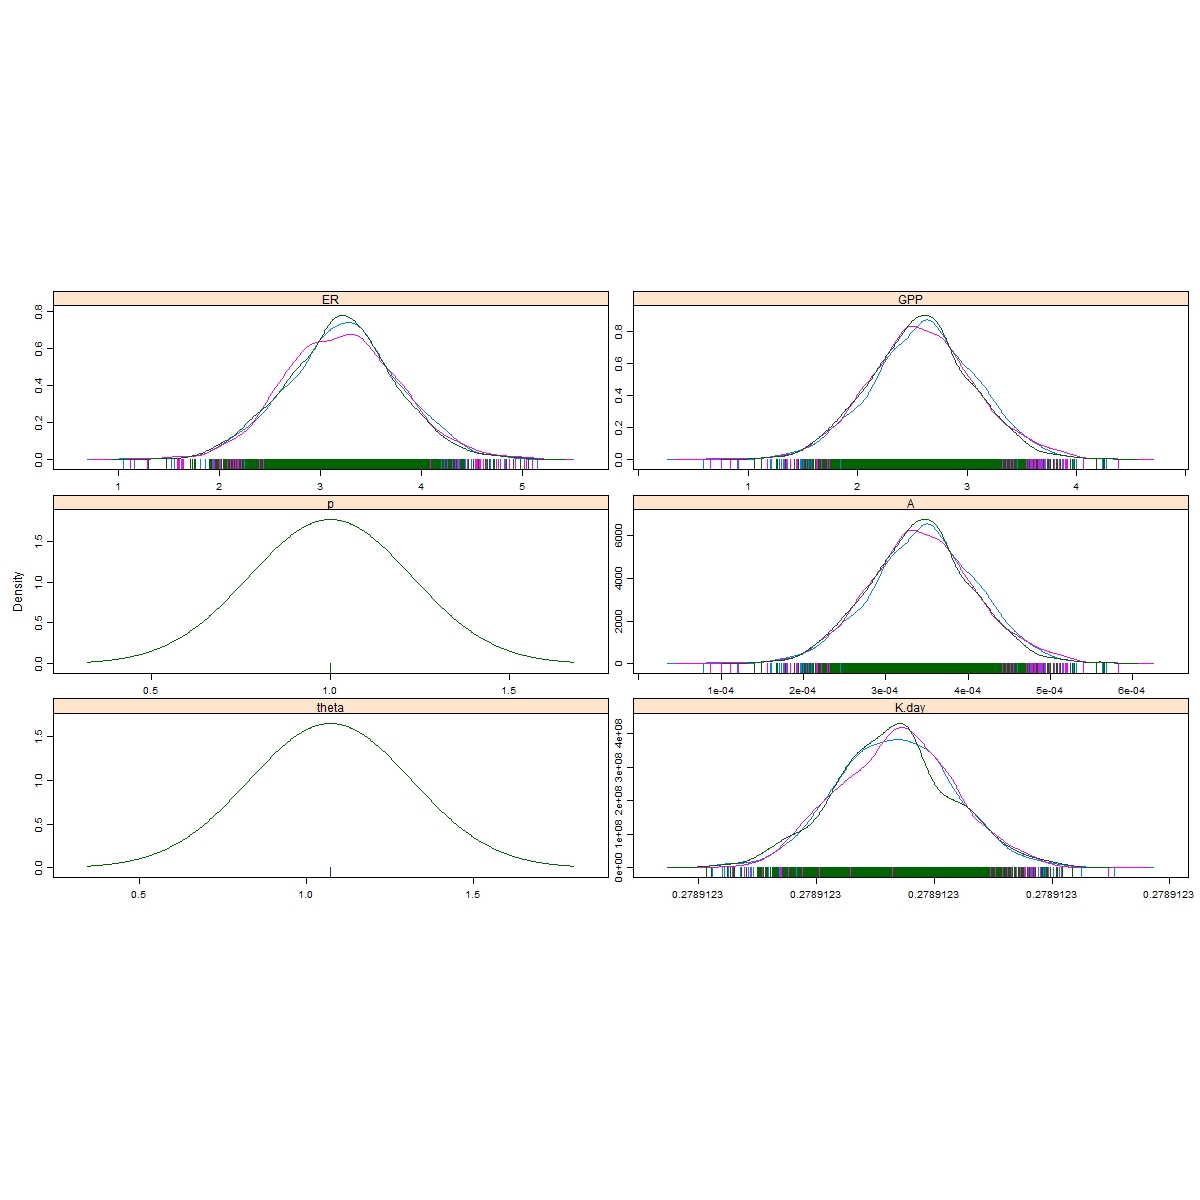 ER
0.0 0.2 0.4 0.6 0.8
1 2 3 4 5
GPP
0.0 0.2 0.4 0.6 0.8
1 2 3 4
p
0.0 0.5 1.0 1.5
0.5 1.0 1.5
A
0 2000 4000 6000
1e-04 2e-04 3e-04 4e-04 5e-04 6e-04
theta
0.0 0.5 1.0 1.5
0.5 1.0 1.5
K.day
0e+00 1e+08 2e+08 3e+08 4e+08
0.2789123 0.2789123 0.2789123 0.2789123 0.2789123
Density